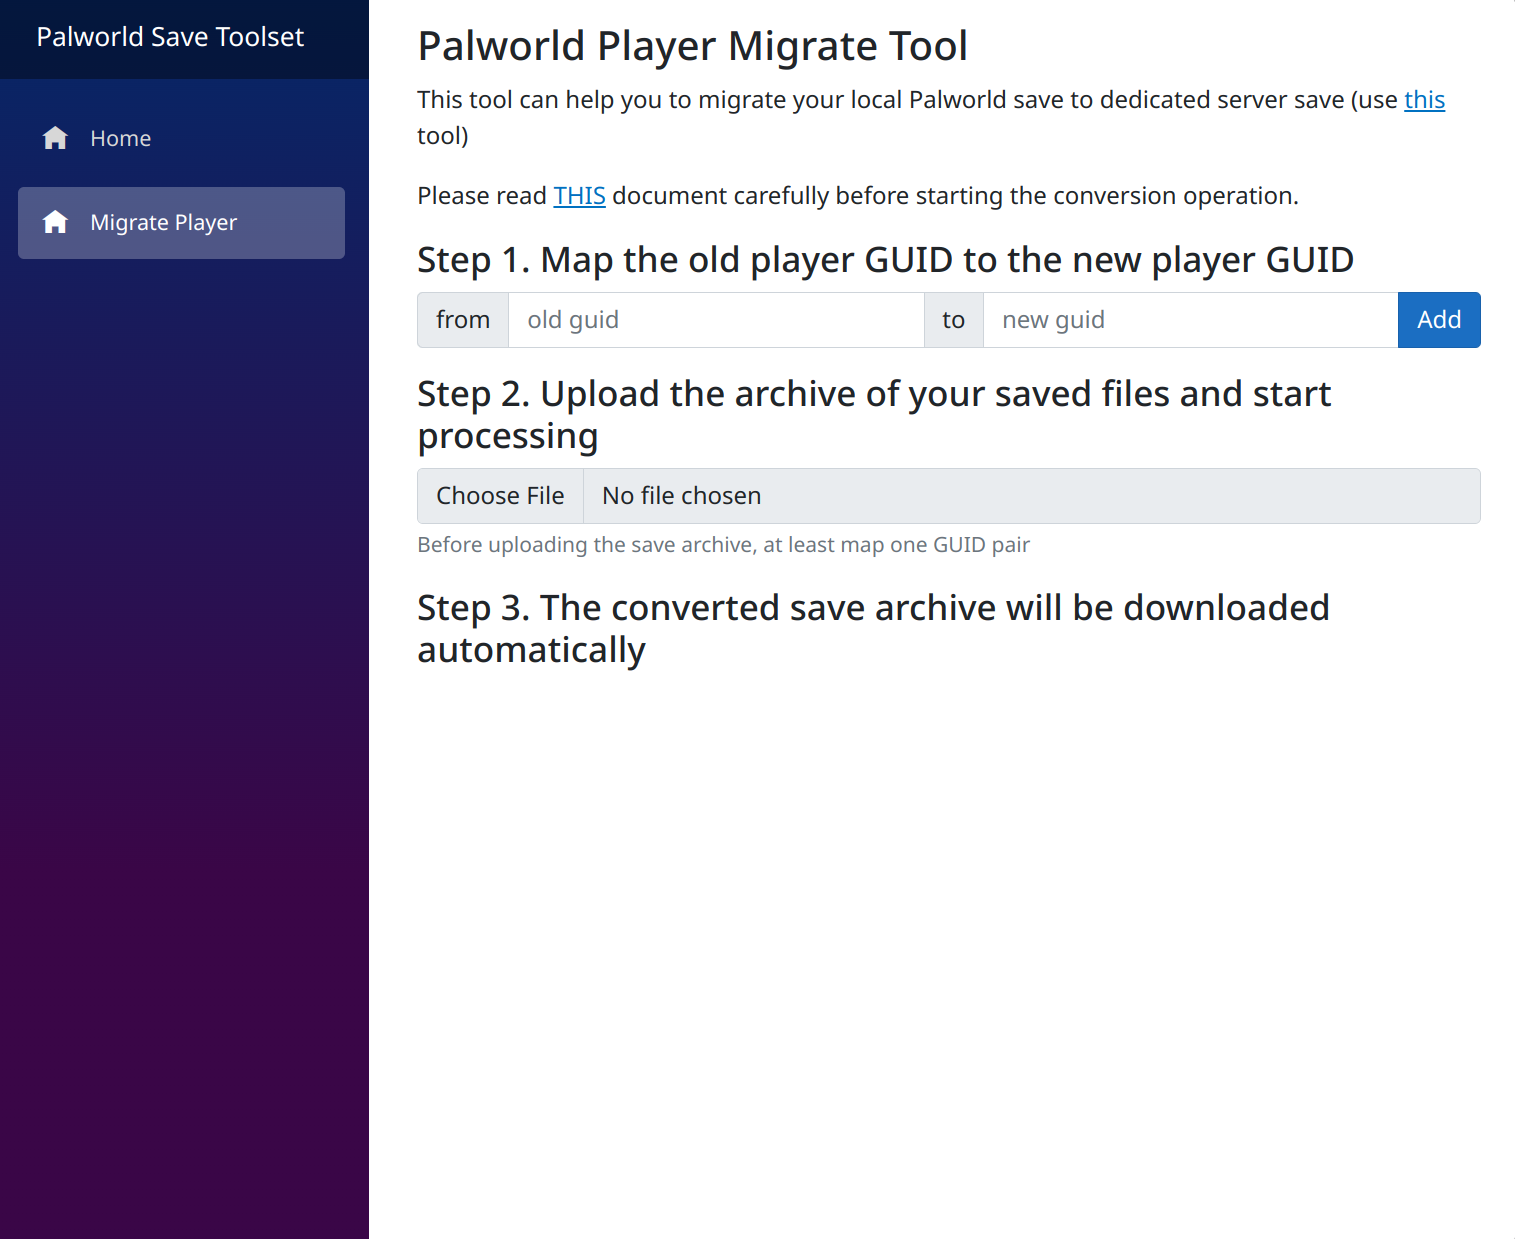 Palworld Save Toolset
Home
Migrate Player
Palworld Player Migrate Tool
This tool can help you to migrate your local Palworld save to dedicated server save (use this
tool)
Please read THIS document carefully before starting the conversion operation.
Step 1. Map the old player GUID to the new player GUID
from old guid to new guid Add
Step 2. Upload the archive of your saved files and start
processing
Choose File No file chosen
Before uploading the save archive, at least map one GUID pair
Step 3. The converted save archive will be downloaded
automatically